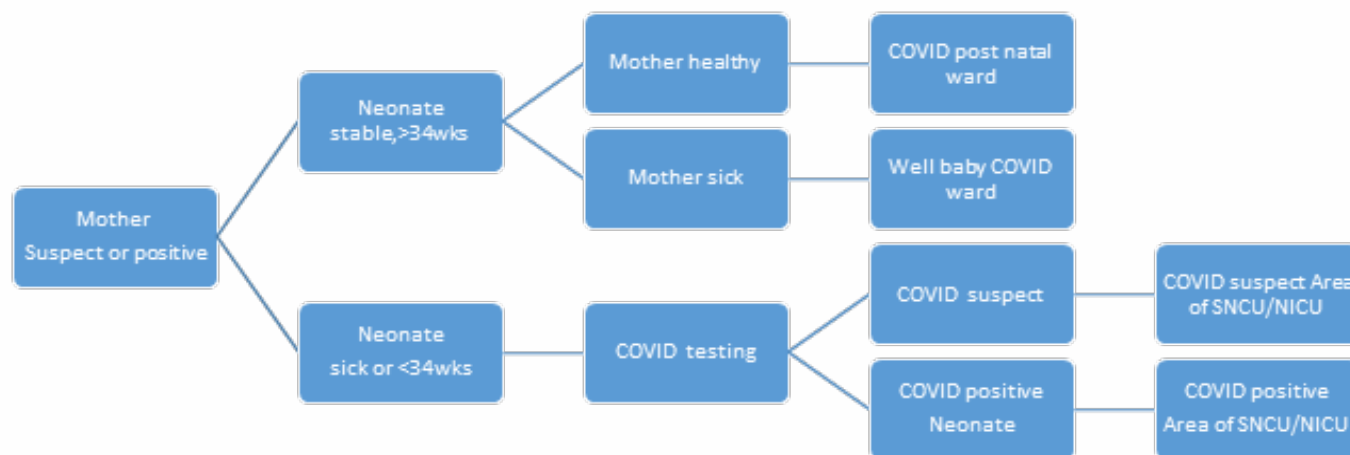 Mother
Suspect or positive
Neonate
stable,>34wks
Mother healthy
COVID post natal
ward
Mother sick
Well baby COVID
ward
Neonate
sick or <34wks
COVID testing
COVID suspect
COVID suspect Area
of SNCU/NICU
COVID positive
Neonate
COVID positive
Area of SNCU/NICU